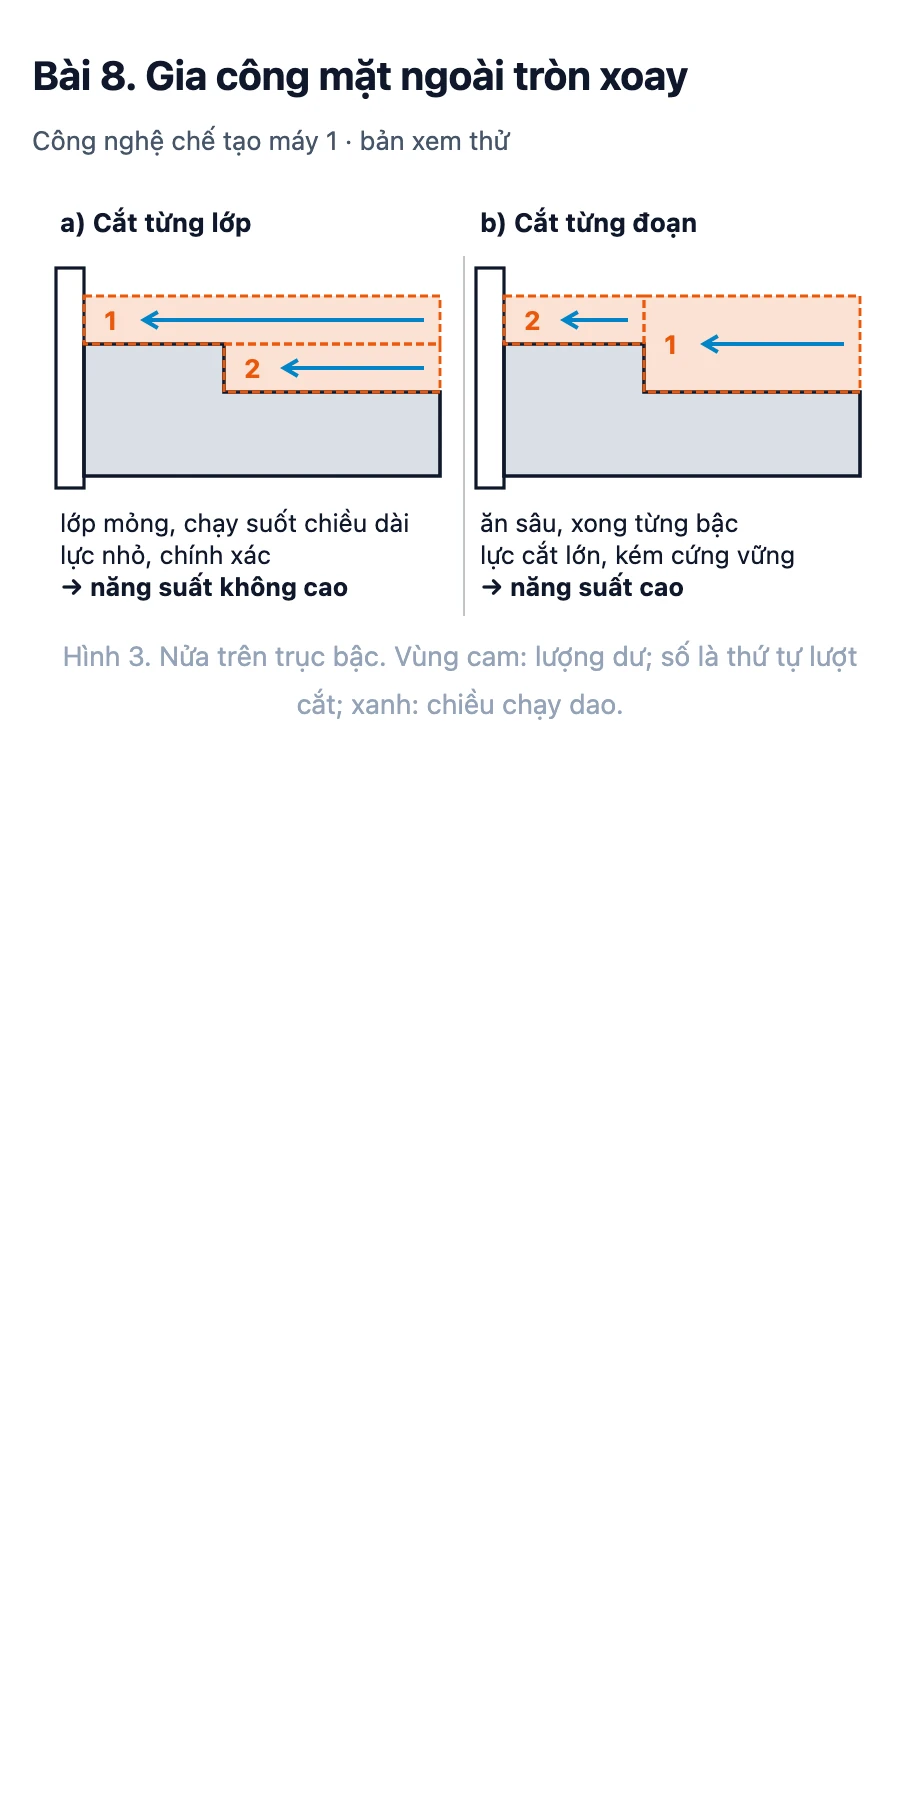 Bài 8. Gia công mặt ngoài tròn xoay
Công nghệ chế tạo máy 1 · bản xem thử
a) Cắt từng lớp
1
2
lớp mỏng, chạy suốt chiều dài
lực nhỏ, chính xác
→ năng suất không cao
b) Cắt từng đoạn
2
1
ăn sâu, xong từng bậc
lực cắt lớn, kém cứng vững
→ năng suất cao
Hình 3. Nửa trên trục bậc. Vùng cam: lượng dư; số là thứ tự lượt
cắt; xanh: chiều chạy dao.